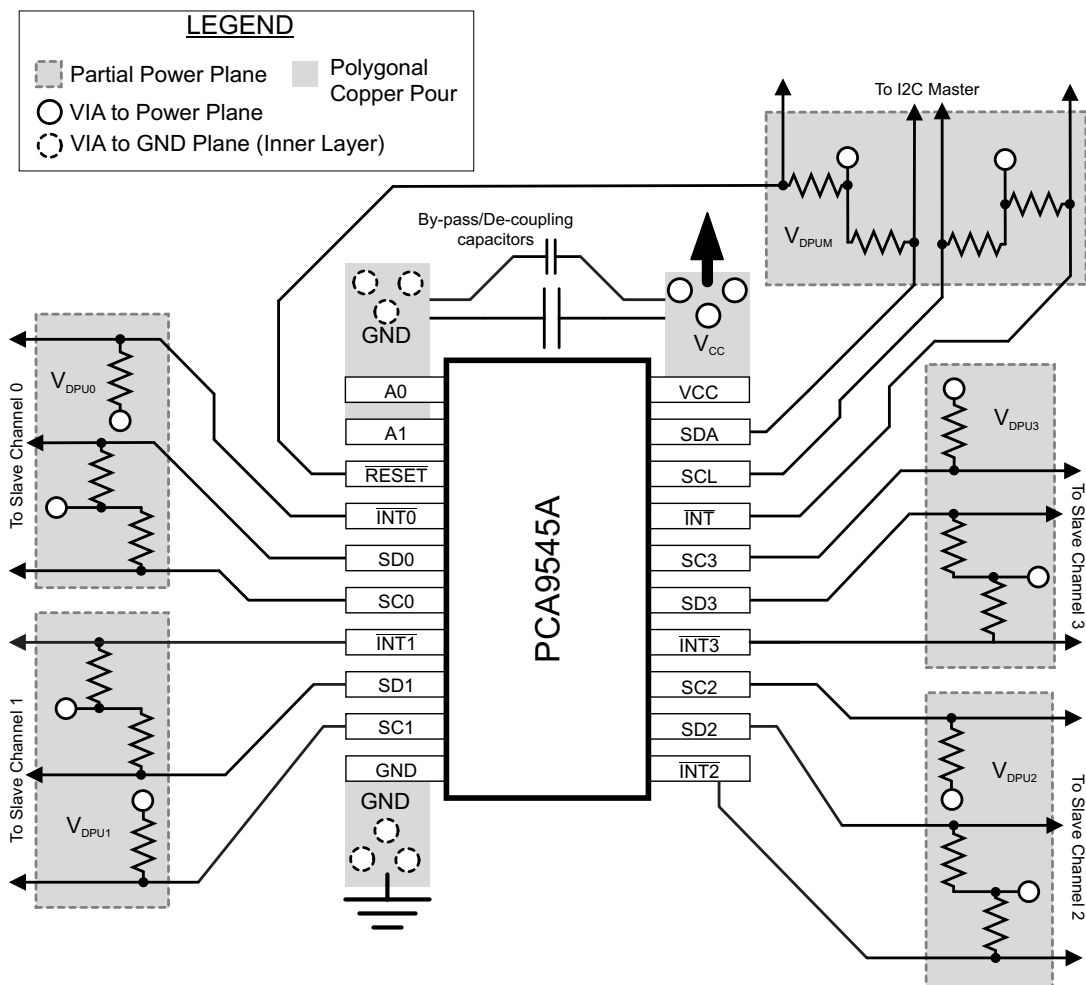 LEGEND
Partial Power Plane
Polygonal
Copper Pour
VIA to Power Plane
VIA to GND Plane (Inner Layer)
To I2C Master
VDPUM
By-pass/De-coupling
capacitors
GND
VCC
VDPU0
To Slave Channel 0
VDPU3
To Slave Channel 3
A0
A1
RESET
INT0
SD0
SC0
INT1
SD1
SC1
GND
PCA9545A
VCC
SDA
SCL
INT
SC3
SD3
INT3
SC2
SD2
INT2
To Slave Channel 1
VDPU1
GND
VDPU2
To Slave Channel 2